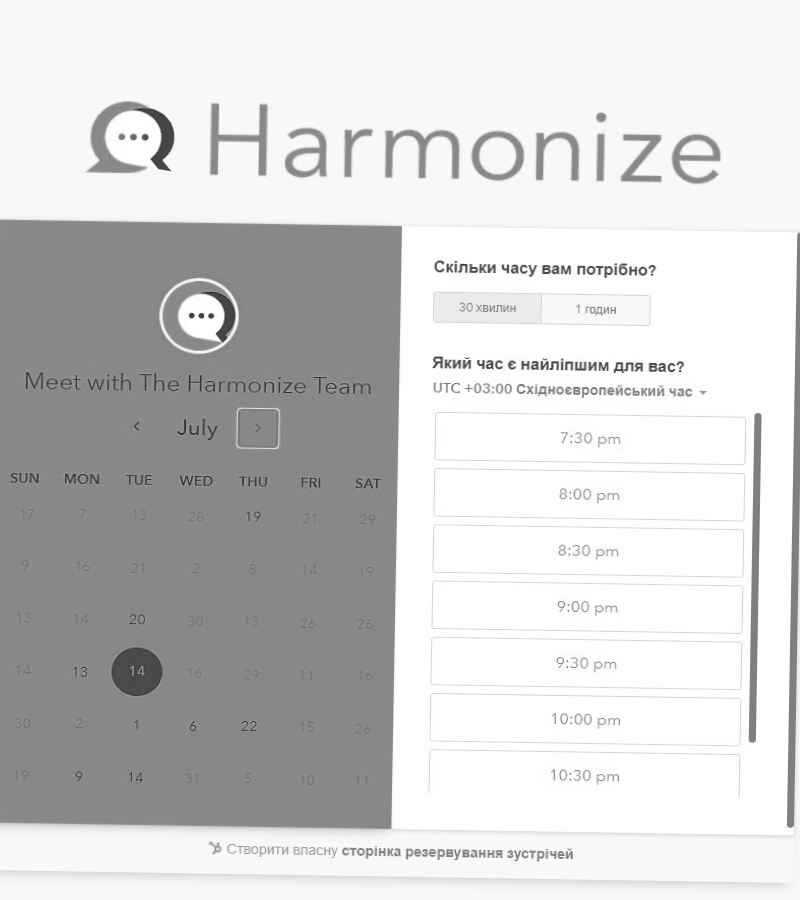 Harmonize
Meet with The Harmonize Team
July
SUN MON TUE WED THU FRI SAT
17 7 13 28 19 21 29
9 16 21 2 8 14 19
13 14 20 30 13 26 26
14 13 14 16 29 11 16
30 2 1 6 22 15 26
19 9 14 31 5 10 11
Скільки часу вам потрібно?
30 хвилин 1 годин
Який час є найліпшим для вас?
UTC +03:00 Східноєвропейський час
7:30 pm
8:00 pm
8:30 pm
9:00 pm
9:30 pm
10:00 pm
10:30 pm
Створити власну сторінка резервування зустрічей